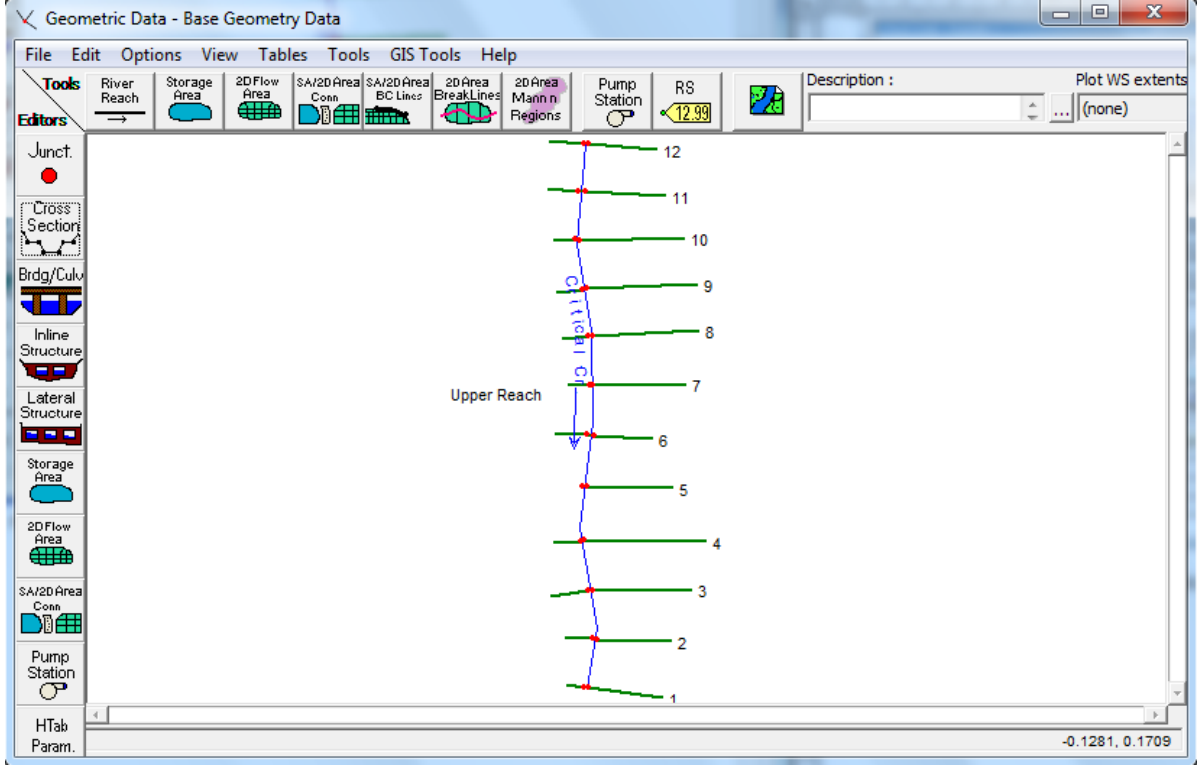 Geometric Data - Base Geometry Data
File Edit Options View Tables Tools GIS Tools Help
Tools
Editors
River
Reach
Storage
Area
2D Flow
Area
SA/2D Area
Conn
SA/2D Area
BC Lines
2D Area
BreakLines
2D Area
Mann n
Regions
Pump
Station
RS
12.99
Description :
...
Plot WS extents
(none)
Junct.
Cross
Section
Brdg/Culv
Inline
Structure
Lateral
Structure
Storage
Area
2D Flow
Area
SA/2D Area
Conn
Pump
Station
HTab
Param.
12
11
10
9
8
7
6
5
4
3
2
1
Critical Cr
Upper Reach
-0.1281, 0.1709